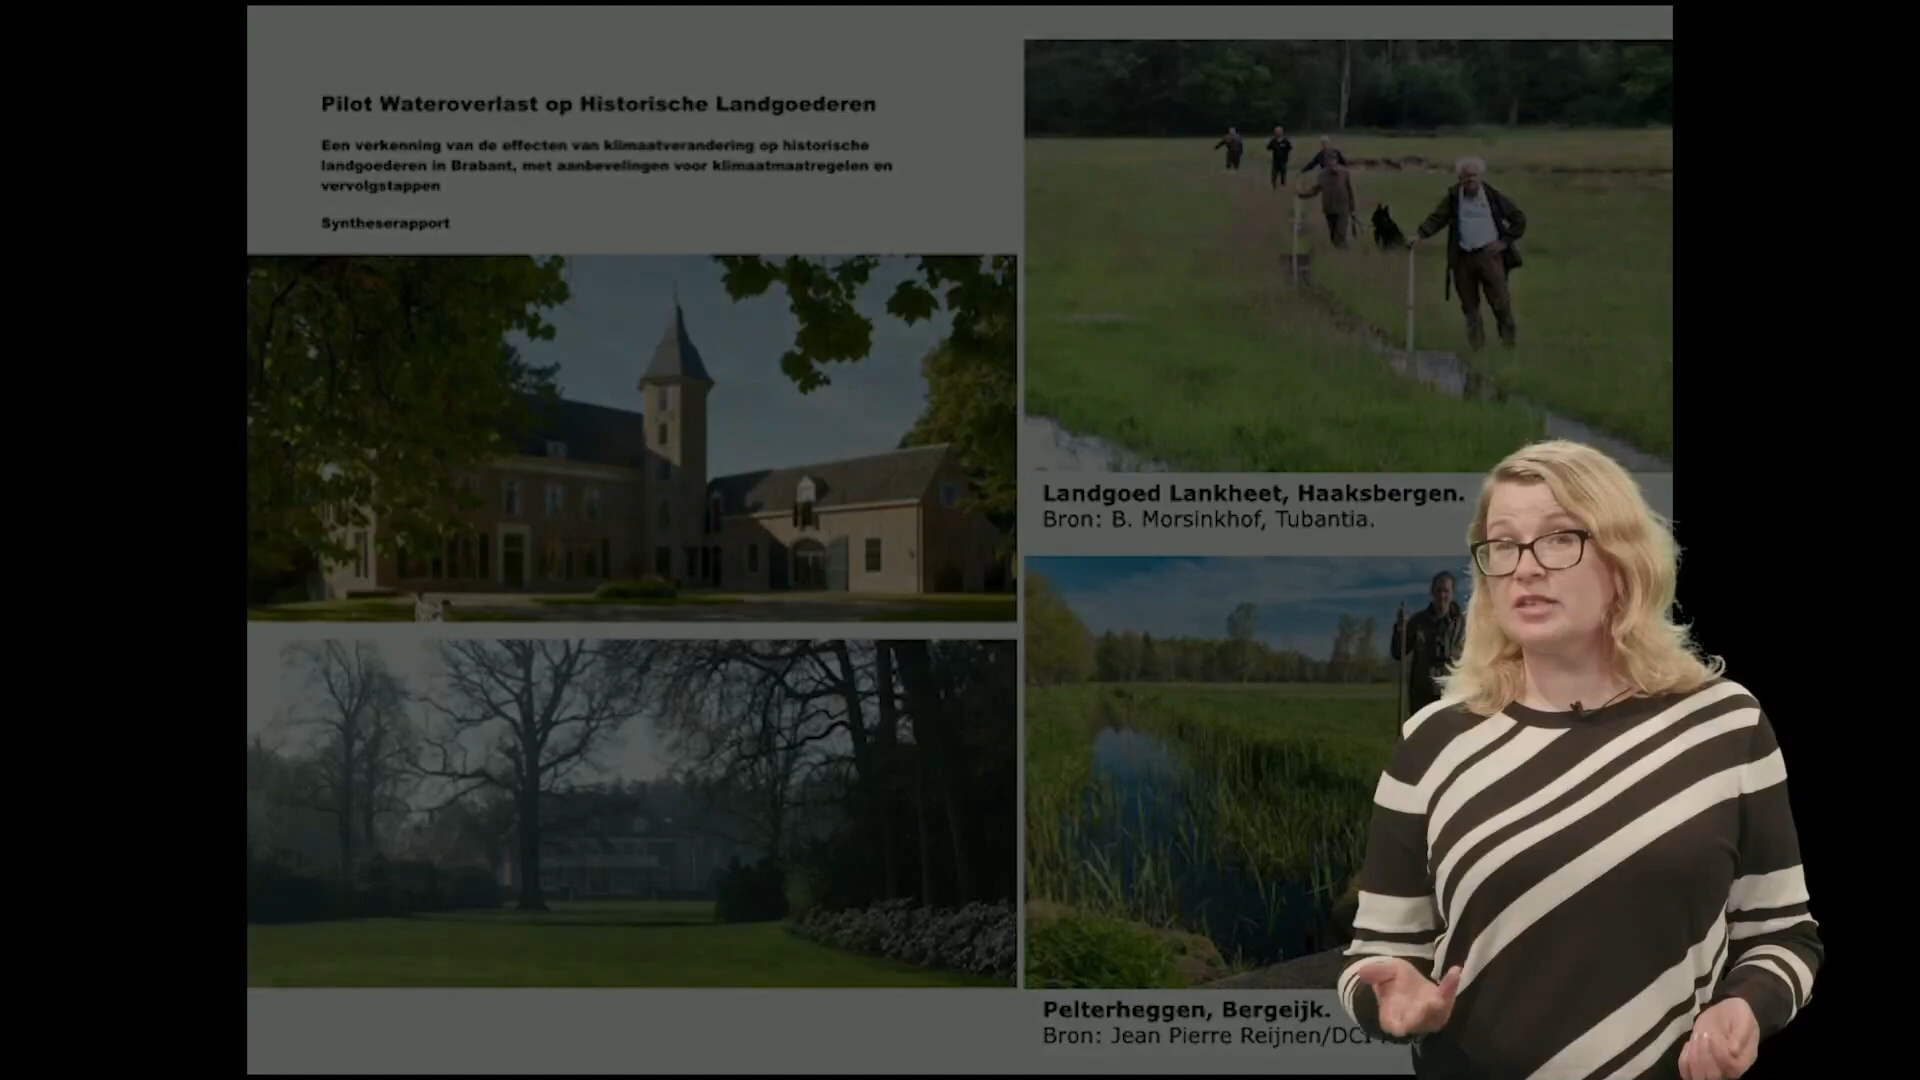 Pilot Wateroverlast op Historische Landgoederen
Een verkenning van de effecten van klimaatverandering op historische
landgoederen in Brabant, met aanbevelingen voor klimaatmaatregelen en
vervolgstappen
Syntheserapport
Landgoed Lankheet, Haaksbergen.
Bron: B. Morsinkhof, Tubantia.
Pelterheggen, Bergeijk.
Bron: Jean Pierre Reijnen/DCI